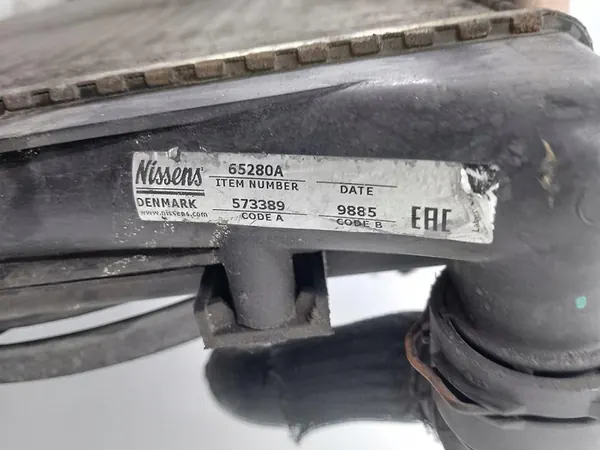 Nissens 65280A
ITEM NUMBER DATE
DENMARK 573389 9885 EAC
www.nissens.com CODE A CODE B